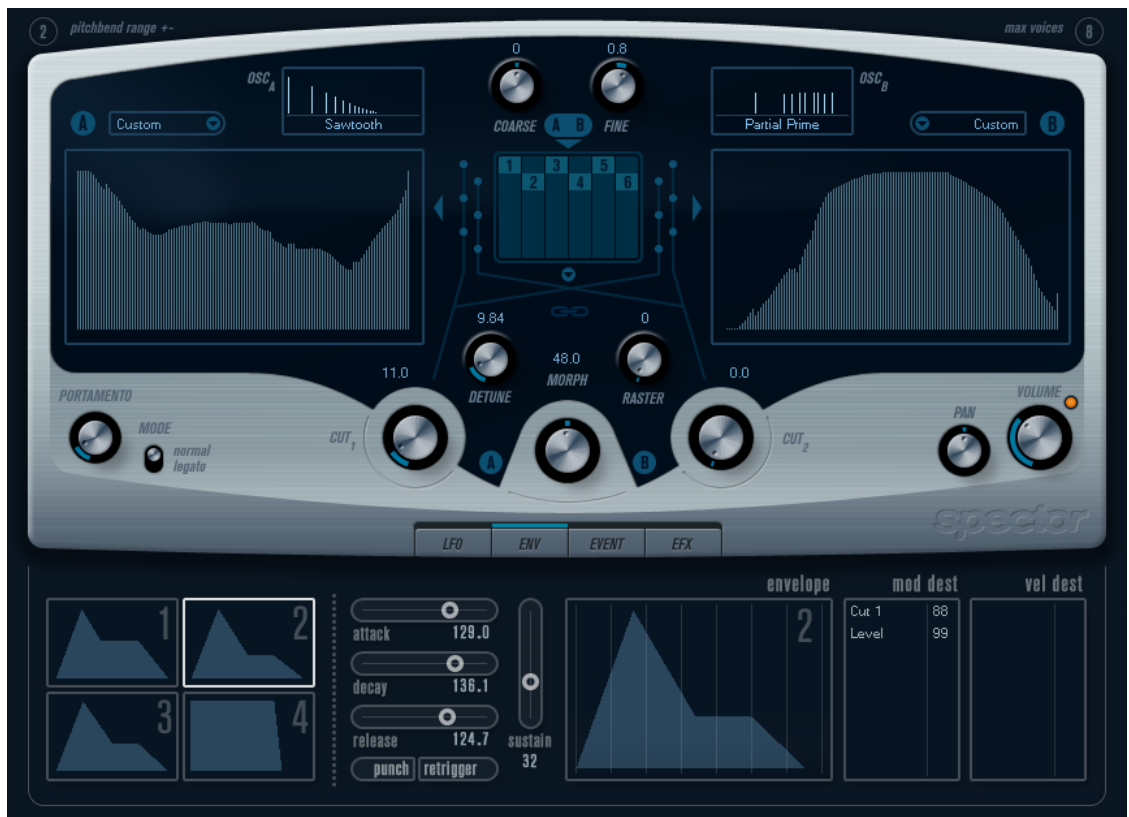 2 pitchbend range +-
max voices 8
OSC A
Sawtooth
A Custom
0
0.8
COARSE A B FINE
OSC B
Partial Prime
Custom B
1 2 3 4 5 6
9.84
DETUNE
48.0
MORPH
0
RASTER
11.0
CUT 1
0.0
CUT 2
A
B
PORTAMENTO
MODE
normal
legato
PAN
VOLUME
spector
LFO ENV EVENT EFX
1
2
3
4
attack 129.0
decay 136.1
release 124.7
punch retrigger
sustain
32
envelope
2
mod dest
Cut 1 88
Level 99
vel dest